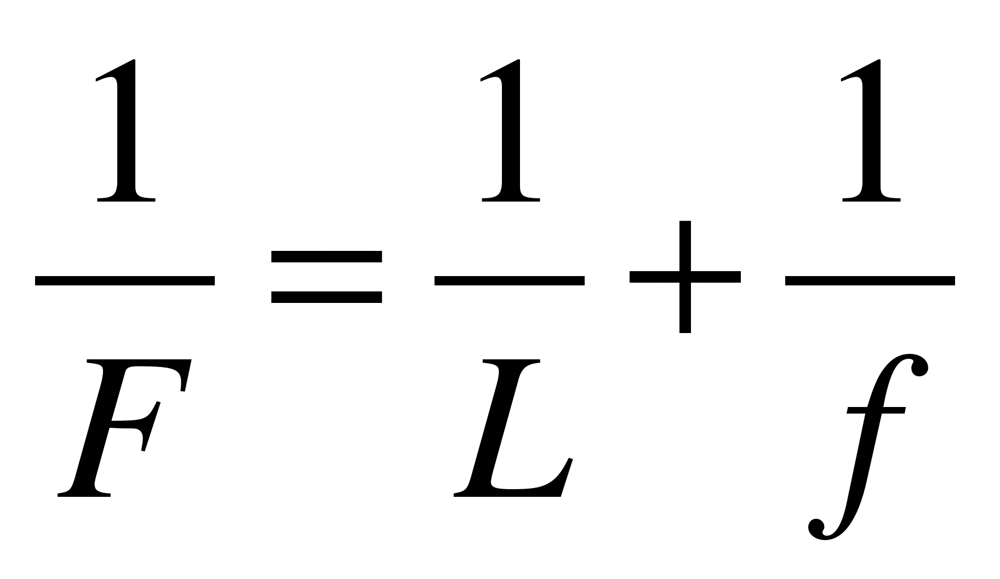 1/F = 1/L + 1/f